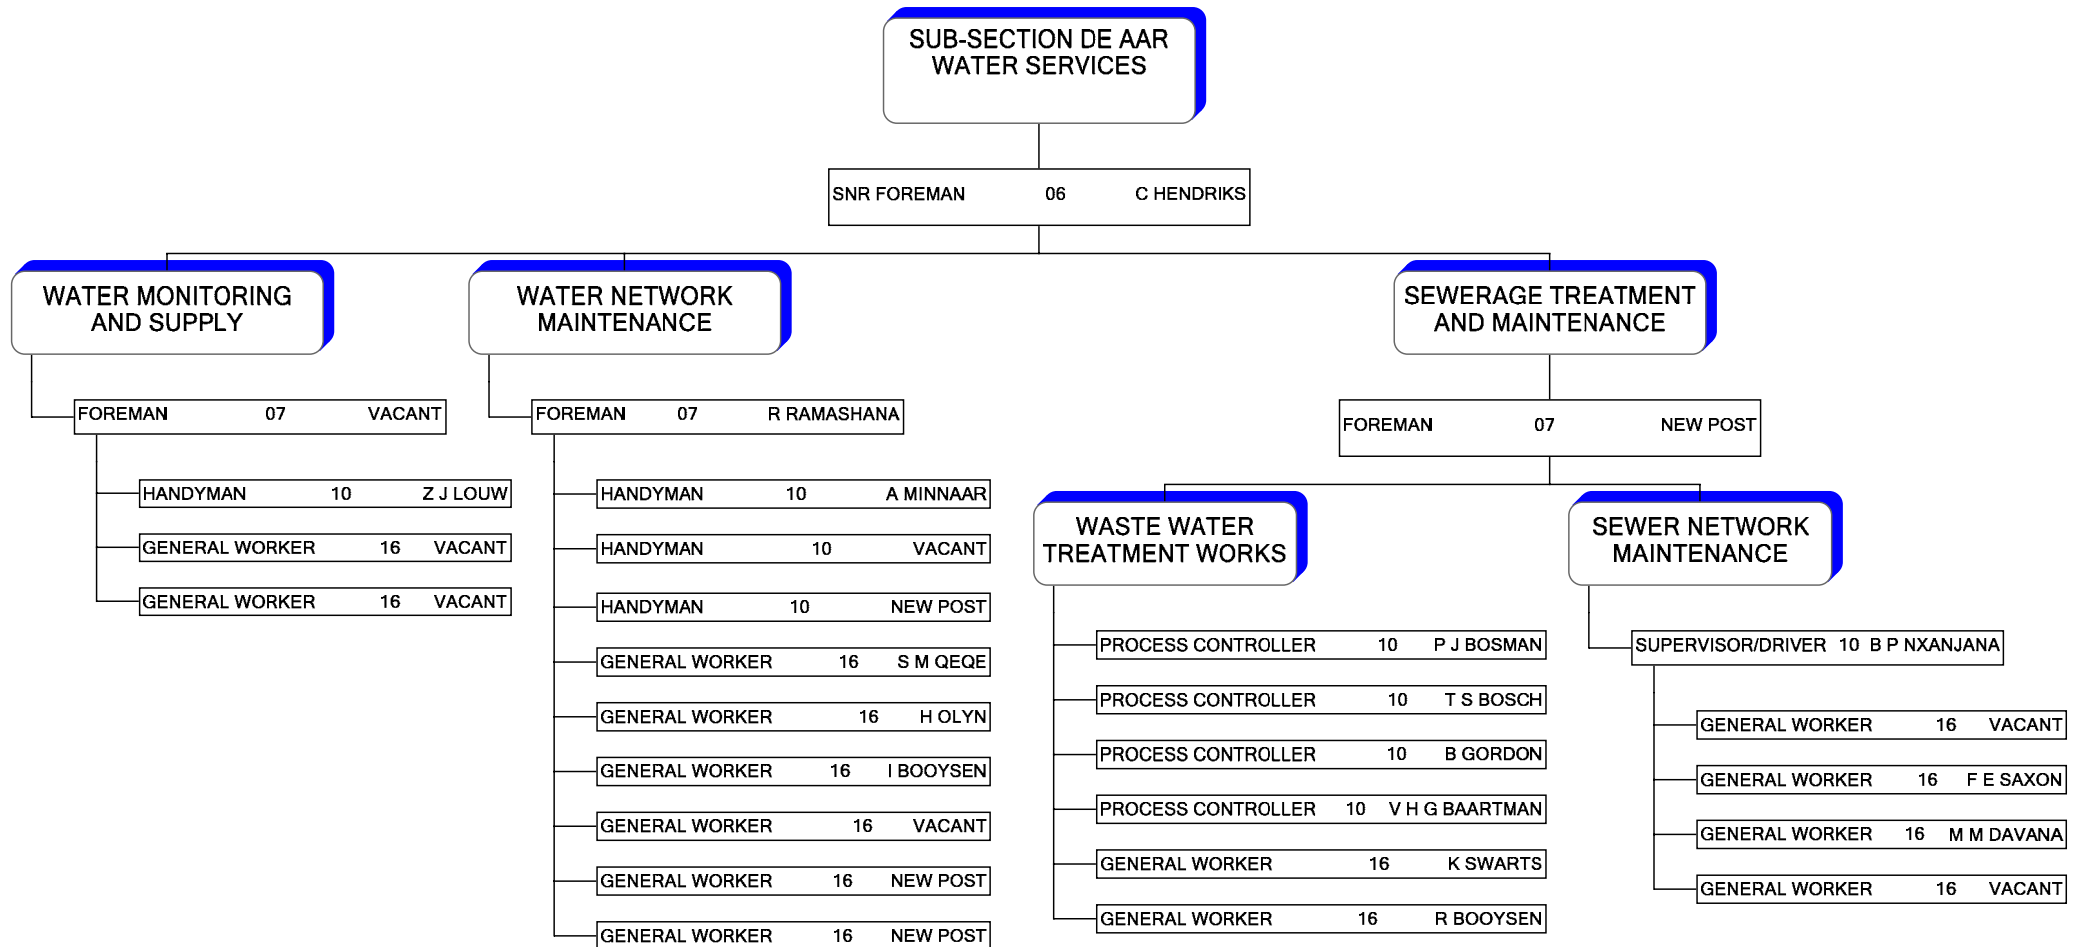 SUB-SECTION DE AAR
WATER SERVICES
SNR FOREMAN 06 C HENDRIKS
WATER MONITORING
AND SUPPLY
FOREMAN 07 VACANT
HANDYMAN 10 Z J LOUW
GENERAL WORKER 16 VACANT
GENERAL WORKER 16 VACANT
WATER NETWORK
MAINTENANCE
FOREMAN 07 R RAMASHANA
HANDYMAN 10 A MINNAAR
HANDYMAN 10 VACANT
HANDYMAN 10 NEW POST
GENERAL WORKER 16 S M QEQE
GENERAL WORKER 16 H OLYN
GENERAL WORKER 16 I BOOYSEN
GENERAL WORKER 16 VACANT
GENERAL WORKER 16 NEW POST
GENERAL WORKER 16 NEW POST
SEWERAGE TREATMENT
AND MAINTENANCE
FOREMAN 07 NEW POST
WASTE WATER
TREATMENT WORKS
PROCESS CONTROLLER 10 P J BOSMAN
PROCESS CONTROLLER 10 T S BOSCH
PROCESS CONTROLLER 10 B GORDON
PROCESS CONTROLLER 10 V H G BAARTMAN
GENERAL WORKER 16 K SWARTS
GENERAL WORKER 16 R BOOYSEN
SEWER NETWORK
MAINTENANCE
SUPERVISOR/DRIVER 10 B P NXANJANA
GENERAL WORKER 16 VACANT
GENERAL WORKER 16 F E SAXON
GENERAL WORKER 16 M M DAVANA
GENERAL WORKER 16 VACANT